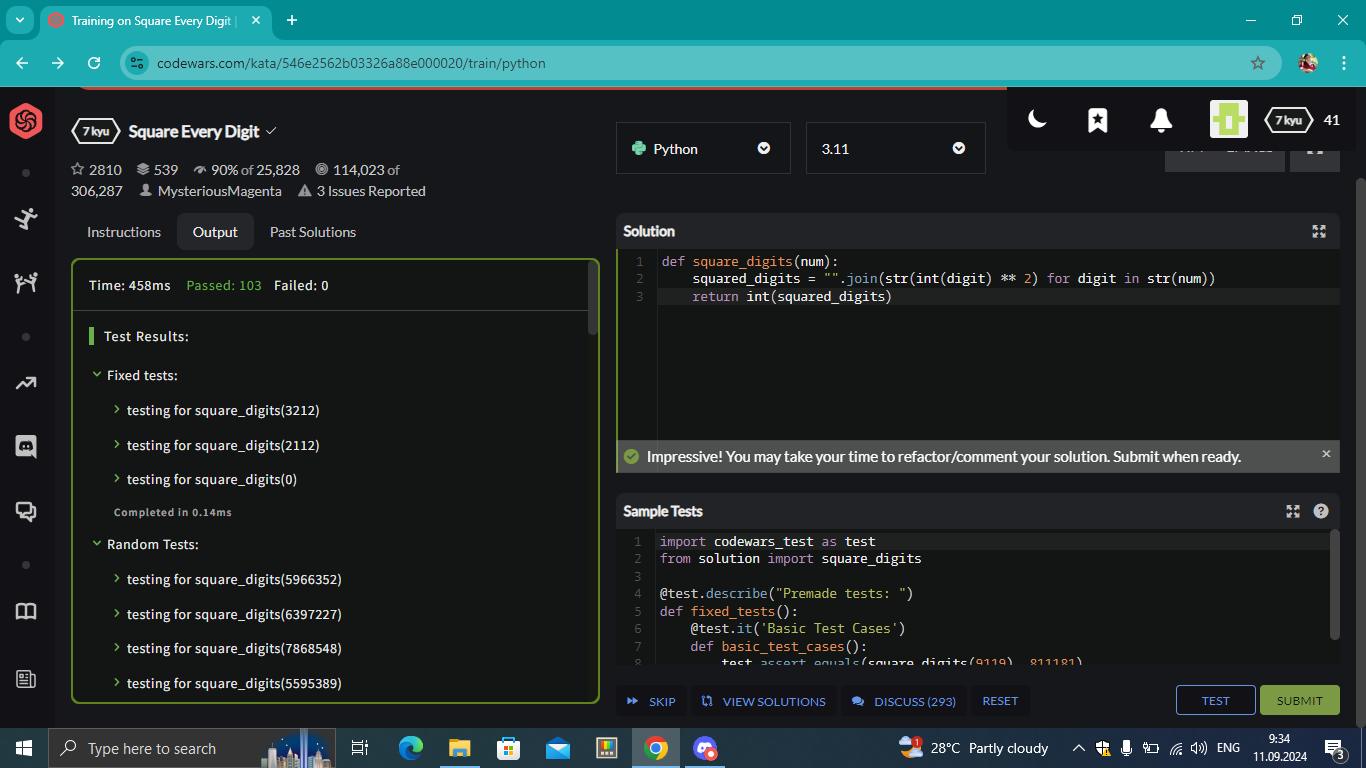 Training on Square Every Digit |
codewars.com/kata/546e2562b03326a88e000020/train/python
7 kyu Square Every Digit
2810 539 90% of 25,828 114,023 of
306,287 MysteriousMagenta 3 Issues Reported
Python 3.11
7 kyu 41
Instructions Output Past Solutions
Time: 458ms Passed: 103 Failed: 0
Test Results:
Fixed tests:
testing for square_digits(3212)
testing for square_digits(2112)
testing for square_digits(0)
Completed in 0.14ms
Random Tests:
testing for square_digits(5966352)
testing for square_digits(6397227)
testing for square_digits(7868548)
testing for square_digits(5595389)
Solution
1 def square_digits(num):
2 squared_digits = "".join(str(int(digit) ** 2) for digit in str(num))
3 return int(squared_digits)
Impressive! You may take your time to refactor/comment your solution. Submit when ready.
Sample Tests
1 import codewars_test as test
2 from solution import square_digits
3
4 @test.describe("Premade tests: ")
5 def fixed_tests():
6 @test.it('Basic Test Cases')
7 def basic_test_cases():
8 test.assert_equals(square_digits(9119), 811181)
SKIP VIEW SOLUTIONS DISCUSS (293) RESET TEST SUBMIT
Type here to search
1 28°C Partly cloudy ENG 9:34
11.09.2024 3